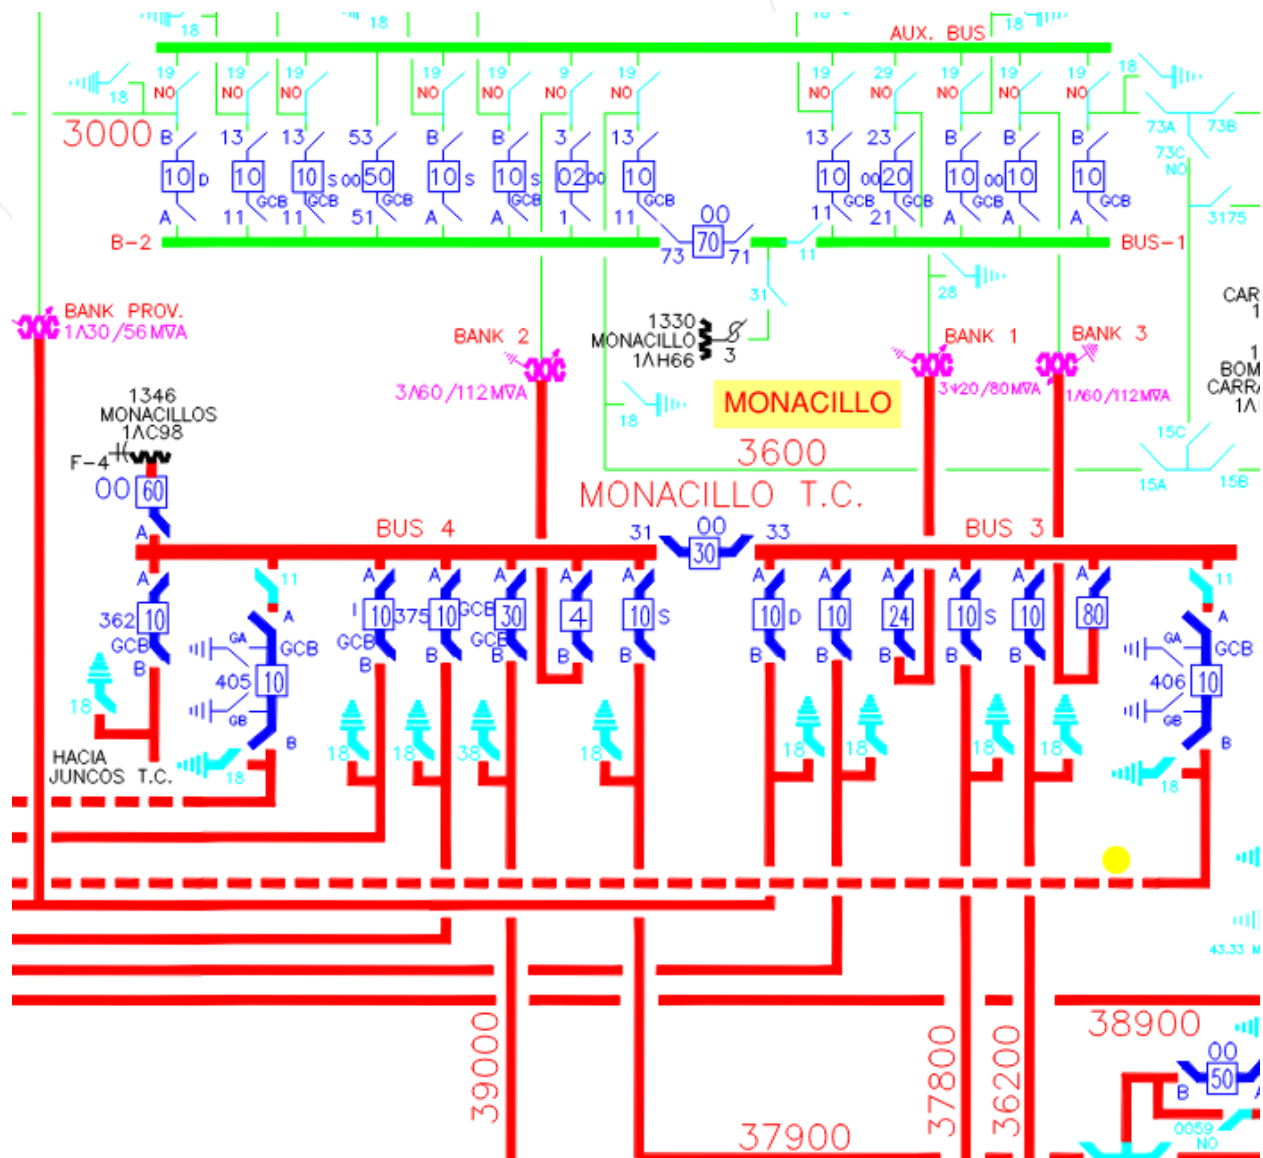 18 18 18 18
AUX. BUS
19 19 19 19 19 9 19 19 29 19 19 19 18
NO NO NO NO NO NO NO NO NO NO NO NO
18
73A 73B
3000
B 13 13 53 B B 3 13 13 23 B B B
73C
NO
10 D 10 10 S 00 50 10 S 10 S 02 00 10 10 00 20 10 00 10 10
GCB GCB GCB GCB GCB GCB GCB GCB GCB
A 11 11 51 A A 1 11 11 21 A A A
3175
00
B-2 73 70 71 11 BUS-1
31 28
BANK PROV.
1Λ30/56MVA
1330
MONACILLO
1ΛH66
3
BANK 2
3Λ60/112MVA
BANK 1
BANK 3
1Λ60/112MVA
CAR
1
1
BOM
CARR
1Λ
1346
MONACILLOS
1ΛC98
F-4
18
MONACILLO
3600
15C
15A 15B
00 60
MONACILLO T.C.
A
BUS 4 31 00 33 BUS 3
30
A A A A A A A A A A A A
11 11
362 10 A I 10 375 10 GCB 30 4 10 S 10 D 10 24 10 S 10 80 A
GCB GA GCB GCB GCB GA GCB
B B B B B B B B B B B
405 10 406 10
18 GB GB
B B
HACIA
JUNCOS T.C.
18 18 18 38 18 18 18 18 18 18
43.33 M
39000
37800
36200
38900
00
B 50 A
0059
NO
37900